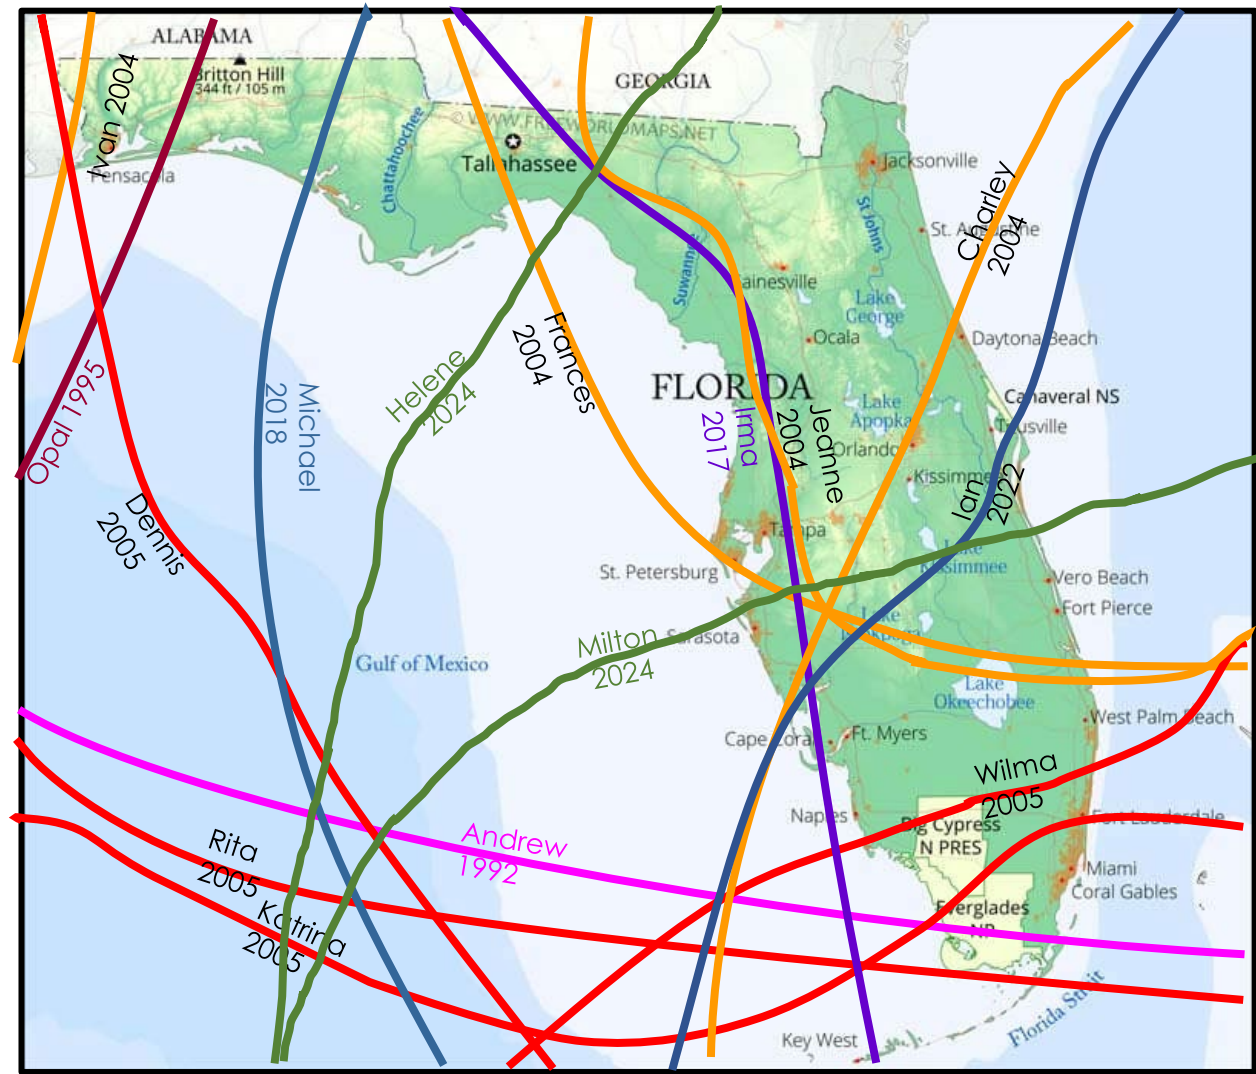 ALABAMA
Britton Hill
344 ft / 105 m
GEORGIA
© WWW.FREEWORLDMAPS.NET
Ivan 2004
Pensacola
Chattahoochee
Tallahassee
Jacksonville
St Johns
St. Augustine
Charley
2004
Suwannee
Gainesville
Lake
George
Ocala
Daytona Beach
Opal 1995
Michael
2018
Helene
2024
Frances
2004
FLORIDA
Irma
2017
Jeanne
2004
Lake
Apopka
Canaveral NS
Titusville
Orlando
Kissimmee
Ian
2022
Dennis
2005
Tampa
St. Petersburg
Lake
Kissimmee
Vero Beach
Fort Pierce
Lake
Istokpoga
Sarasota
Milton
2024
Gulf of Mexico
Lake
Okeechobee
West Palm Beach
Cape Coral
Ft. Myers
Wilma
2005
Naples
Big Cypress
N PRES
Fort Lauderdale
Andrew
1992
Rita
2005
Miami
Coral Gables
Katrina
2005
Everglades
NP
Florida Strait
Key West